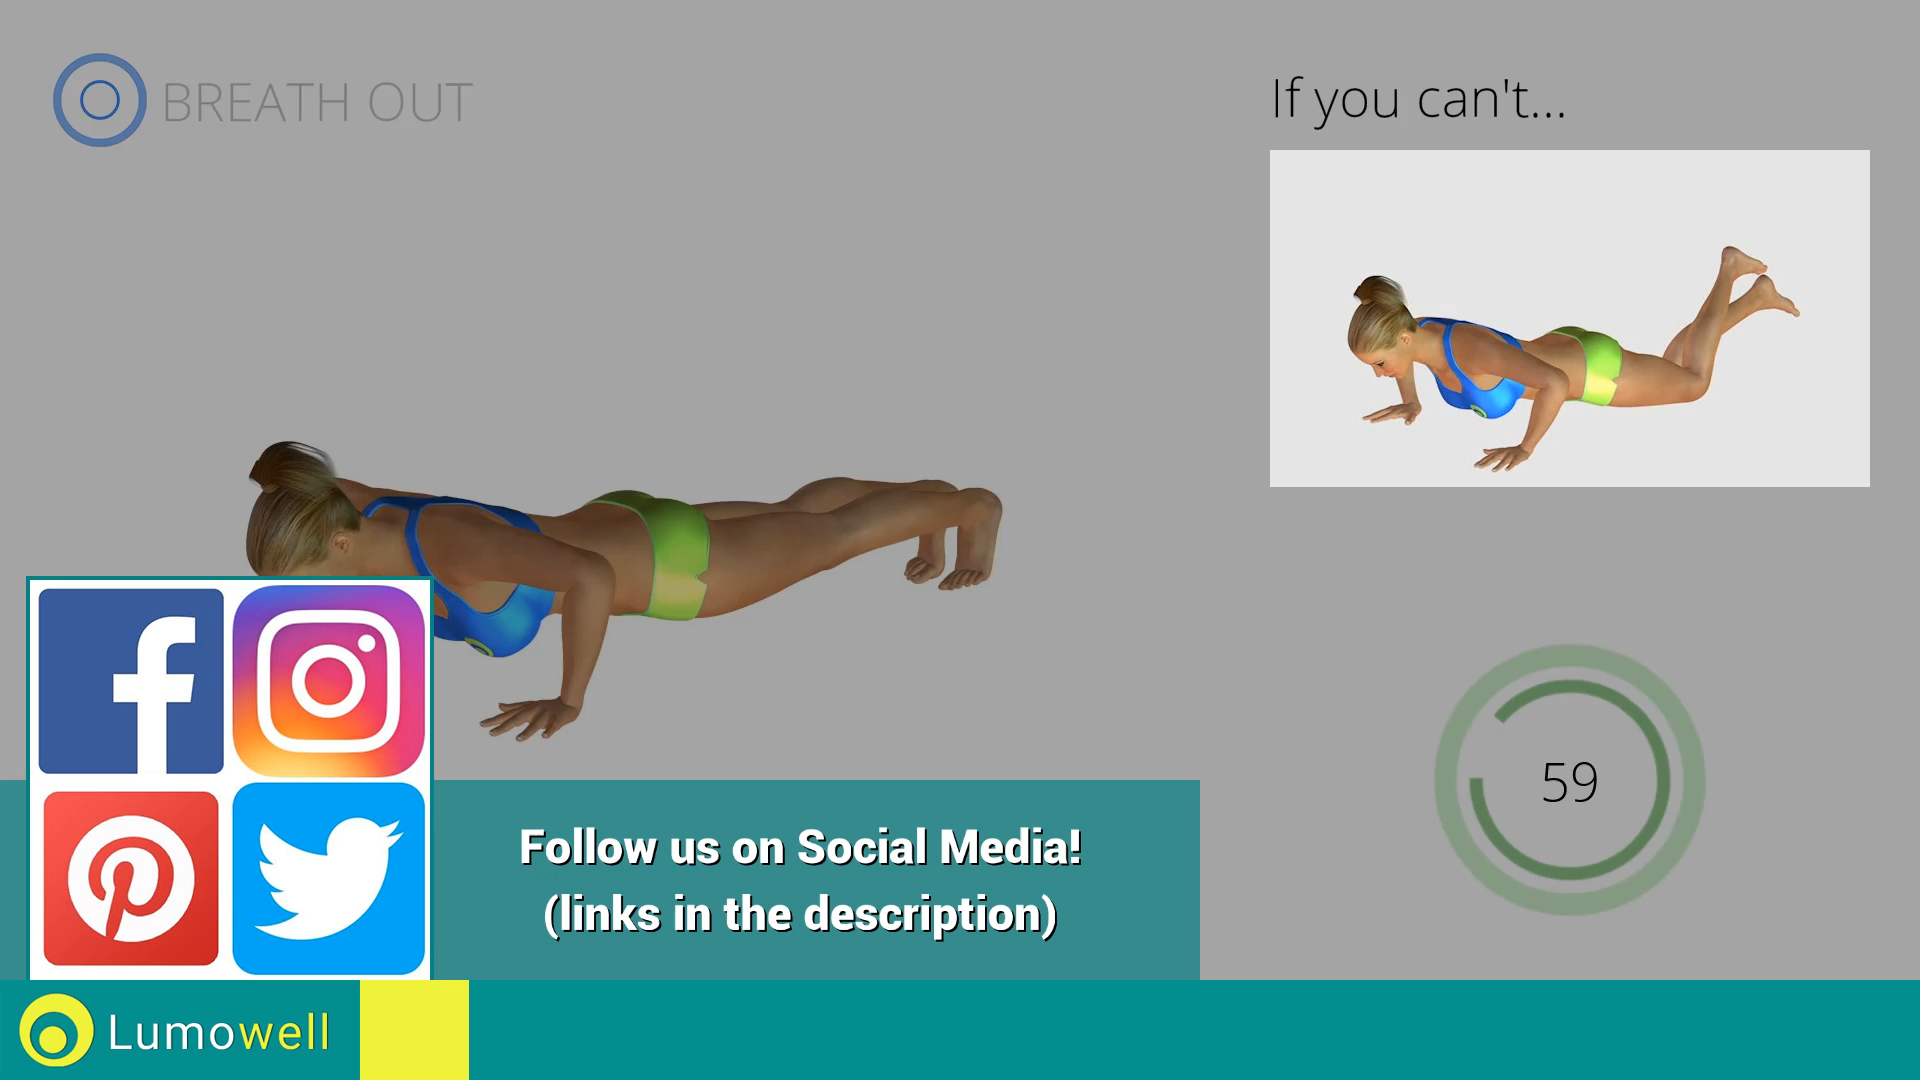 BREATH OUT
If you can't...
59
Follow us on Social Media!
(links in the description)
Lumowell